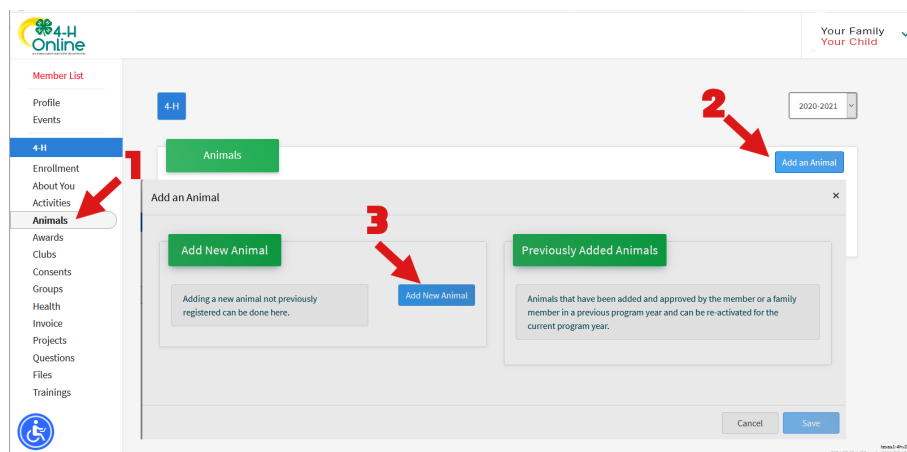 4-H
Online
Your Family
Your Child
Member List
Profile
Events
4-H
Enrollment
About You
Activities
Animals
Awards
Clubs
Consents
Groups
Health
Invoice
Projects
Questions
Files
Trainings
1
4-H
2020-2021
2
Animals
Add an Animal
Add an Animal
×
3
Add New Animal
Adding a new animal not previously
registered can be done here.
Add New Animal
Previously Added Animals
Animals that have been added and approved by the member or a family
member in a previous program year and can be re-activated for the
current program year.
Cancel
Save